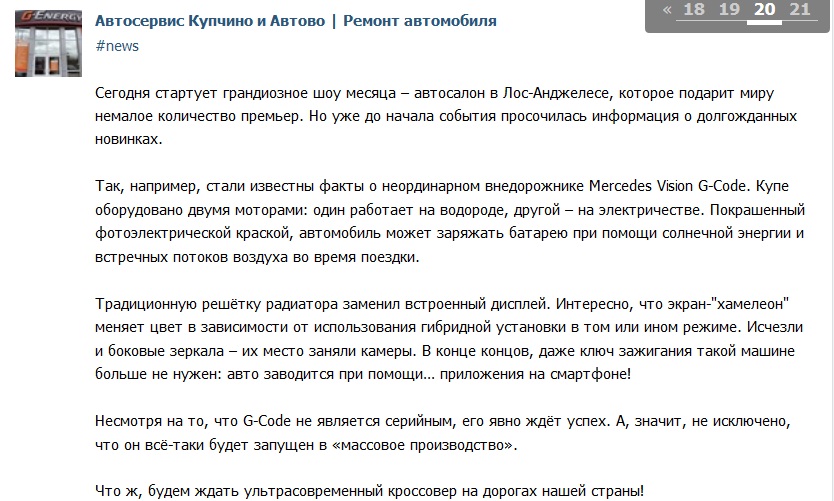 G-ENERGY
Автосервис Купчино и Автово | Ремонт автомобиля
« 18 19 20 21
#news
Сегодня стартует грандиозное шоу месяца – автосалон в Лос-Анджелесе, которое подарит миру
немалое количество премьер. Но уже до начала события просочилась информация о долгожданных
новинках.
Так, например, стали известны факты о неординарном внедорожнике Mercedes Vision G-Code. Купе
оборудовано двумя моторами: один работает на водороде, другой – на электричестве. Покрашенный
фотоэлектрической краской, автомобиль может заряжать батарею при помощи солнечной энергии и
встречных потоков воздуха во время поездки.
Традиционную решётку радиатора заменил встроенный дисплей. Интересно, что экран-"хамелеон"
меняет цвет в зависимости от использования гибридной установки в том или ином режиме. Исчезли
и боковые зеркала – их место заняли камеры. В конце концов, даже ключ зажигания такой машине
больше не нужен: авто заводится при помощи... приложения на смартфоне!
Несмотря на то, что G-Code не является серийным, его явно ждёт успех. А, значит, не исключено,
что он всё-таки будет запущен в «массовое производство».
Что ж, будем ждать ультрасовременный кроссовер на дорогах нашей страны!